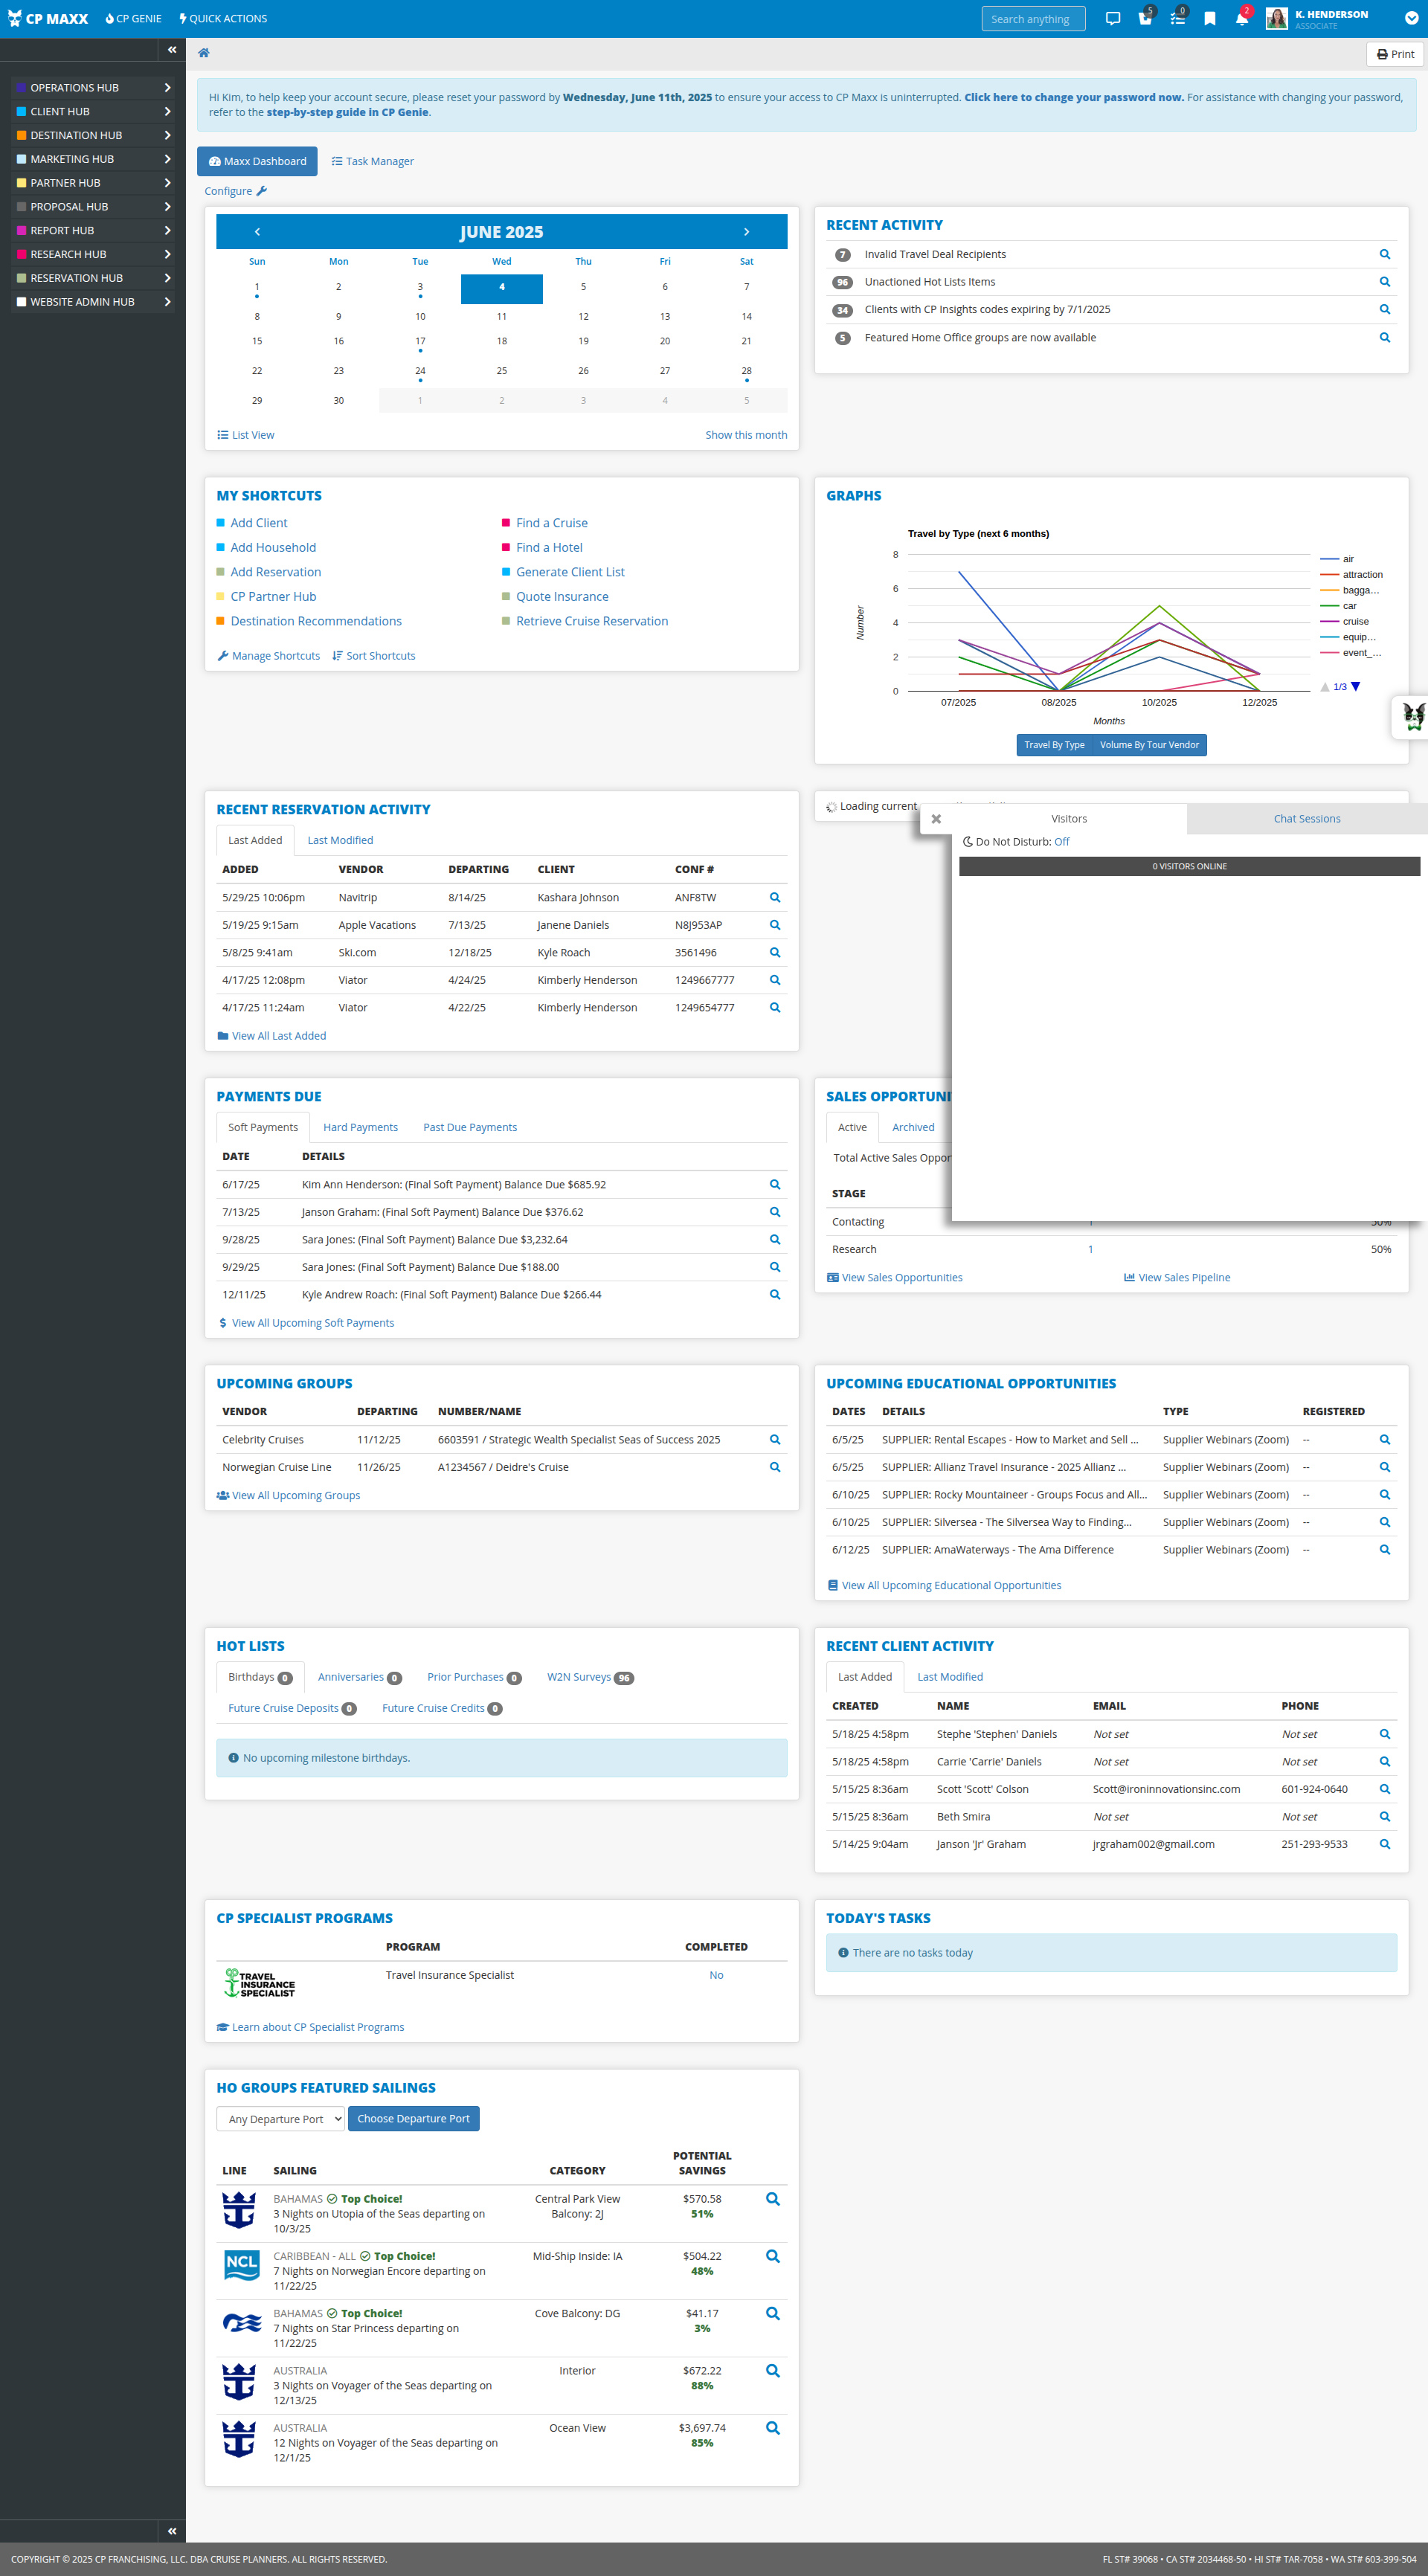 CP MAXX
CP GENIE
QUICK ACTIONS
Search anything
5
0
2
K. HENDERSON
ASSOCIATE
Print
OPERATIONS HUB
CLIENT HUB
DESTINATION HUB
MARKETING HUB
PARTNER HUB
PROPOSAL HUB
REPORT HUB
RESEARCH HUB
RESERVATION HUB
WEBSITE ADMIN HUB
Hi Kim, to help keep your account secure, please reset your password by Wednesday, June 11th, 2025 to ensure your access to CP Maxx is uninterrupted. Click here to change your password now. For assistance with changing your password,
refer to the step-by-step guide in CP Genie.
Maxx Dashboard
Task Manager
Configure
JUNE 2025
Sun Mon Tue Wed Thu Fri Sat
1 2 3 4 5 6 7
8 9 10 11 12 13 14
15 16 17 18 19 20 21
22 23 24 25 26 27 28
29 30 1 2 3 4 5
List View
Show this month
RECENT ACTIVITY
7 Invalid Travel Deal Recipients
96 Unactioned Hot Lists Items
34 Clients with CP Insights codes expiring by 7/1/2025
5 Featured Home Office groups are now available
MY SHORTCUTS
Add Client
Add Household
Add Reservation
CP Partner Hub
Destination Recommendations
Find a Cruise
Find a Hotel
Generate Client List
Quote Insurance
Retrieve Cruise Reservation
Manage Shortcuts
Sort Shortcuts
GRAPHS
Travel by Type (next 6 months)
Number
8
6
4
2
0
07/2025 08/2025 10/2025 12/2025
Months
air
attraction
bagga…
car
cruise
equip…
event_…
1/3
Travel By Type
Volume By Tour Vendor
RECENT RESERVATION ACTIVITY
Last Added
Last Modified
ADDED VENDOR DEPARTING CLIENT CONF #
5/29/25 10:06pm Navitrip 8/14/25 Kashara Johnson ANF8TW
5/19/25 9:15am Apple Vacations 7/13/25 Janene Daniels N8J953AP
5/8/25 9:41am Ski.com 12/18/25 Kyle Roach 3561496
4/17/25 12:08pm Viator 4/24/25 Kimberly Henderson 1249667777
4/17/25 11:24am Viator 4/22/25 Kimberly Henderson 1249654777
View All Last Added
Loading current
Visitors
Chat Sessions
Do Not Disturb: Off
0 VISITORS ONLINE
PAYMENTS DUE
Soft Payments
Hard Payments
Past Due Payments
DATE DETAILS
6/17/25 Kim Ann Henderson: (Final Soft Payment) Balance Due $685.92
7/13/25 Janson Graham: (Final Soft Payment) Balance Due $376.62
9/28/25 Sara Jones: (Final Soft Payment) Balance Due $3,232.64
9/29/25 Sara Jones: (Final Soft Payment) Balance Due $188.00
12/11/25 Kyle Andrew Roach: (Final Soft Payment) Balance Due $266.44
View All Upcoming Soft Payments
SALES OPPORTUNI
Active
Archived
Total Active Sales Oppor
STAGE
Contacting 1 50%
Research 1 50%
View Sales Opportunities
View Sales Pipeline
UPCOMING GROUPS
VENDOR DEPARTING NUMBER/NAME
Celebrity Cruises 11/12/25 6603591 / Strategic Wealth Specialist Seas of Success 2025
Norwegian Cruise Line 11/26/25 A1234567 / Deidre's Cruise
View All Upcoming Groups
UPCOMING EDUCATIONAL OPPORTUNITIES
DATES DETAILS TYPE REGISTERED
6/5/25 SUPPLIER: Rental Escapes - How to Market and Sell ... Supplier Webinars (Zoom) --
6/5/25 SUPPLIER: Allianz Travel Insurance - 2025 Allianz ... Supplier Webinars (Zoom) --
6/10/25 SUPPLIER: Rocky Mountaineer - Groups Focus and All... Supplier Webinars (Zoom) --
6/10/25 SUPPLIER: Silversea - The Silversea Way to Finding... Supplier Webinars (Zoom) --
6/12/25 SUPPLIER: AmaWaterways - The Ama Difference Supplier Webinars (Zoom) --
View All Upcoming Educational Opportunities
HOT LISTS
Birthdays 0 Anniversaries 0 Prior Purchases 0 W2N Surveys 96
Future Cruise Deposits 0 Future Cruise Credits 0
No upcoming milestone birthdays.
RECENT CLIENT ACTIVITY
Last Added
Last Modified
CREATED NAME EMAIL PHONE
5/18/25 4:58pm Stephe 'Stephen' Daniels Not set Not set
5/18/25 4:58pm Carrie 'Carrie' Daniels Not set Not set
5/15/25 8:36am Scott 'Scott' Colson Scott@ironinnovationsinc.com 601-924-0640
5/15/25 8:36am Beth Smira Not set Not set
5/14/25 9:04am Janson 'Jr' Graham jrgraham002@gmail.com 251-293-9533
CP SPECIALIST PROGRAMS
PROGRAM COMPLETED
TRAVEL
INSURANCE
SPECIALIST
Travel Insurance Specialist No
Learn about CP Specialist Programs
TODAY'S TASKS
There are no tasks today
HO GROUPS FEATURED SAILINGS
Any Departure Port
Choose Departure Port
LINE SAILING CATEGORY POTENTIAL SAVINGS
BAHAMAS Top Choice!
3 Nights on Utopia of the Seas departing on
10/3/25
Central Park View
Balcony: 2J
$570.58
51%
NCL
CARIBBEAN - ALL Top Choice!
7 Nights on Norwegian Encore departing on
11/22/25
Mid-Ship Inside: IA
$504.22
48%
BAHAMAS Top Choice!
7 Nights on Star Princess departing on
11/22/25
Cove Balcony: DG
$41.17
3%
AUSTRALIA
3 Nights on Voyager of the Seas departing on
12/13/25
Interior
$672.22
88%
AUSTRALIA
12 Nights on Voyager of the Seas departing on
12/1/25
Ocean View
$3,697.74
85%
COPYRIGHT © 2025 CP FRANCHISING, LLC. DBA CRUISE PLANNERS. ALL RIGHTS RESERVED.
FL ST# 39068 • CA ST# 2034468-50 • HI ST# TAR-7058 • WA ST# 603-399-504